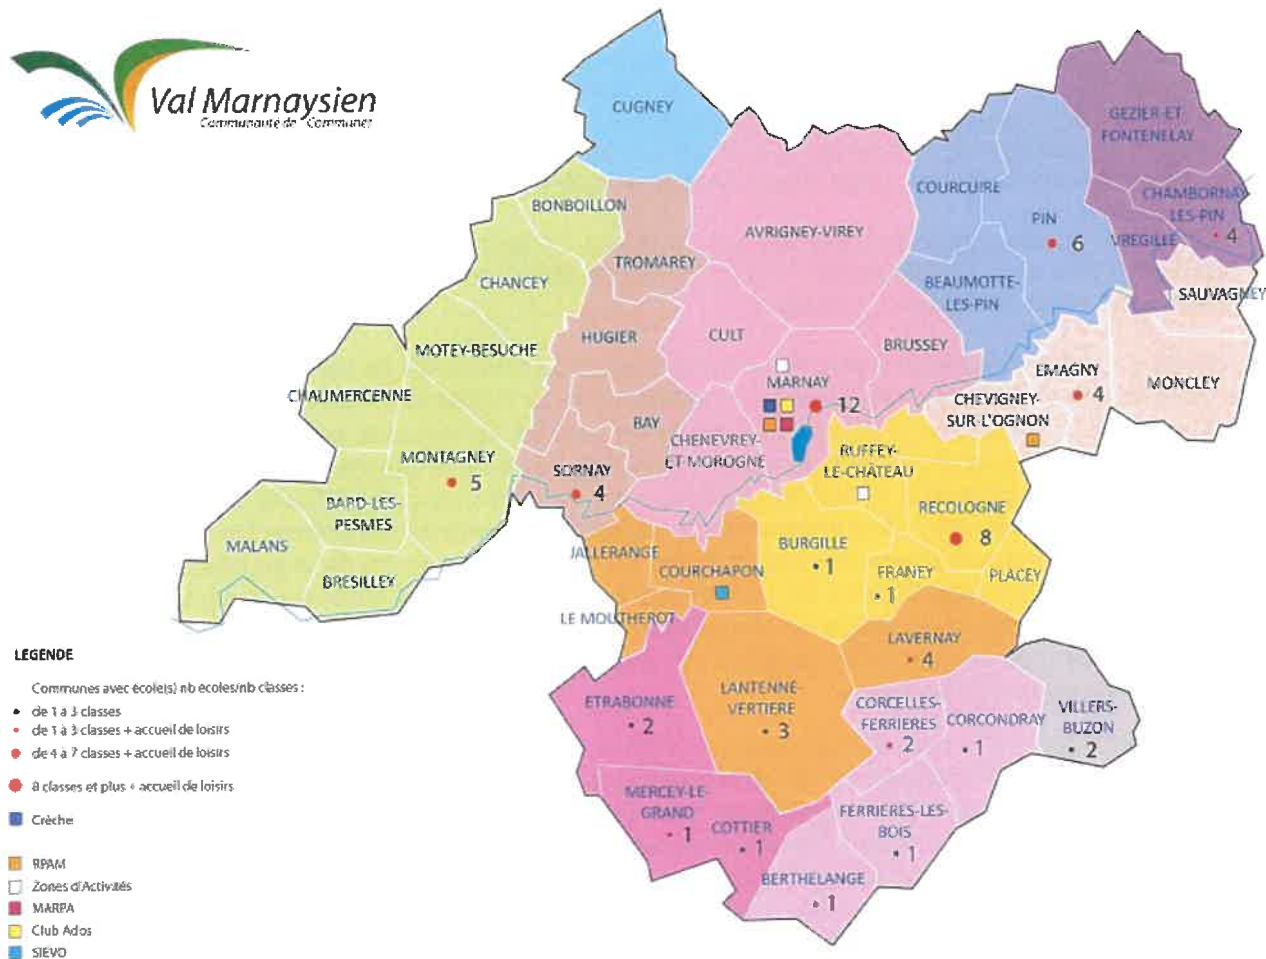 Val Marnaysien
Communauté de Communes
CUGNEY
GEZIER-ET
FONTENELAY
BONBOILLON
COURCUIRE
CHAMBORNAY
LES-PIN
4
PIN
6
AVRIGNEY-VIREY
VREGILLE
TROMAREY
CHANCEY
BEAUMOTTE-
LES-PIN
SAUVAGNEY
HUGIER
CULT
BRUSSEY
MOTEY-BESUCHE
EMAGNY
4
MONCLEY
MARNAY
12
CHAUMERCENNE
CHEVIGNEY-
SUR-L'OGNON
BAY
CHENEVREY-
ET-MOROGNE
RUFFEY-
LE-CHÂTEAU
MONTAGNEY
5
SORNAY
4
BARD-LES-
PESMES
RECOLOGNE
8
MALANS
BRESILLEY
JALLERANGE
COURCHAPON
BURGILLE
1
FRANEY
1
PLACEY
LE MOUTHEROT
LAVERNAY
4
ETRABONNE
2
LANTENNE-
VERTIERE
3
CORCELLES-
FERRIERES
2
CORCONDRAY
1
VILLERS-
BUZON
2
MERCEY-LE-
GRAND
1
COTTIER
1
FERRIERES-LES-
BOIS
1
BERTHELANGE
1
LEGENDE
Communes avec école(s) nb écoles/nb classes :
de 1 à 3 classes
de 1 à 3 classes + accueil de loisirs
de 4 à 7 classes + accueil de loisirs
8 classes et plus + accueil de loisirs
Crèche
RPAM
Zones d'Activités
MARPA
Club Ados
SIEVO